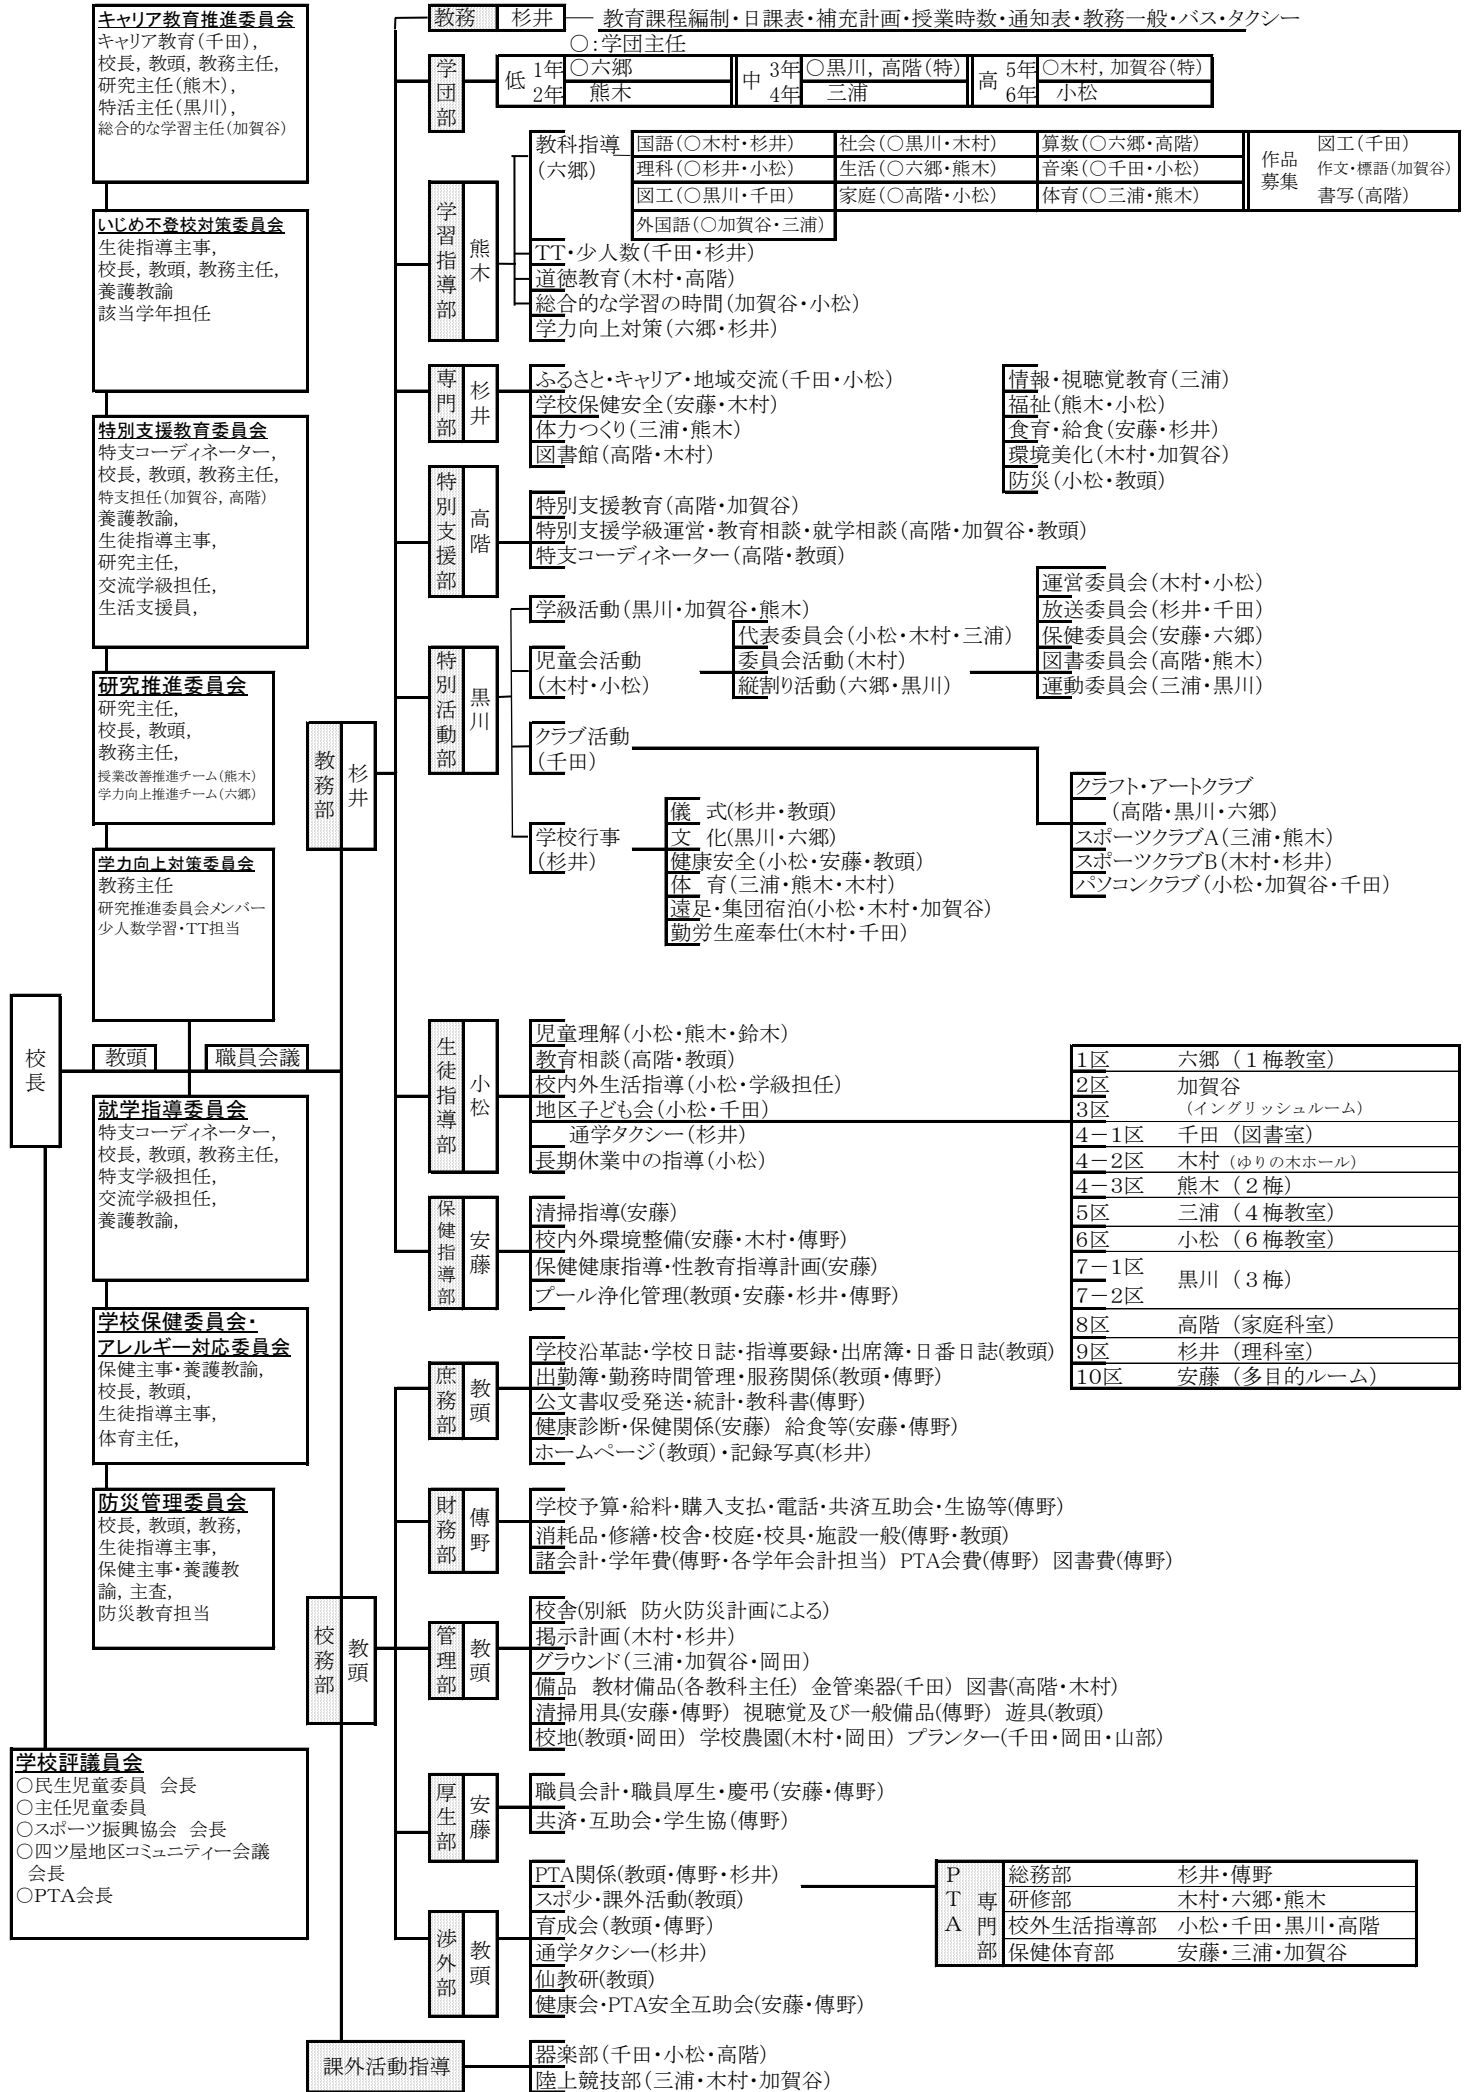 キャリア教育推進委員会
キャリア教育(千田),
校長, 教頭, 教務主任,
研究主任(熊木),
特活主任(黒川),
総合的な学習主任(加賀谷)
いじめ不登校対策委員会
生徒指導主事,
校長, 教頭, 教務主任,
養護教諭
該当学年担任
特別支援教育委員会
特支コーディネーター,
校長, 教頭, 教務主任,
特支担任(加賀谷, 高階)
養護教諭,
生徒指導主事,
研究主任,
交流学級担任,
生活支援員,
研究推進委員会
研究主任,
校長, 教頭,
教務主任,
授業改善推進チーム(熊木)
学力向上推進チーム(六郷)
学力向上対策委員会
教務主任
研究推進委員会メンバー
少人数学習・TT担当
校長
教頭
職員会議
就学指導委員会
特支コーディネーター,
校長, 教頭, 教務主任,
特支学級担任,
交流学級担任,
養護教諭,
学校保健委員会・
アレルギー対応委員会
保健主事・養護教諭,
校長, 教頭,
生徒指導主事,
体育主任,
防災管理委員会
校長, 教頭, 教務,
生徒指導主事,
保健主事・養護教
諭, 主査,
防災教育担当
学校評議員会
○民生児童委員 会長
○主任児童委員
○スポーツ振興協会 会長
○四ツ屋地区コミュニティー会議
会長
○PTA会長
教務部 杉井
教務 杉井 — 教育課程編制・日課表・補充計画・授業時数・通知表・教務一般・バス・タクシー
○:学団主任
学団部
低 1年 ○六郷 中 3年 ○黒川, 高階(特) 高 5年 ○木村, 加賀谷(特)
2年 熊木 4年 三浦 6年 小松
学習指導部 熊木
教科指導
(六郷)
国語(○木村・杉井) 社会(○黒川・木村) 算数(○六郷・高階)
理科(○杉井・小松) 生活(○六郷・熊木) 音楽(○千田・小松)
図工(○黒川・千田) 家庭(○高階・小松) 体育(○三浦・熊木)
外国語(○加賀谷・三浦)
作品募集
図工(千田)
作文・標語(加賀谷)
書写(高階)
TT・少人数(千田・杉井)
道徳教育(木村・高階)
総合的な学習の時間(加賀谷・小松)
学力向上対策(六郷・杉井)
専門部 杉井
ふるさと・キャリア・地域交流(千田・小松)
学校保健安全(安藤・木村)
体力つくり(三浦・熊木)
図書館(高階・木村)
情報・視聴覚教育(三浦)
福祉(熊木・小松)
食育・給食(安藤・杉井)
環境美化(木村・加賀谷)
防災(小松・教頭)
特別支援部 高階
特別支援教育(高階・加賀谷)
特別支援学級運営・教育相談・就学相談(高階・加賀谷・教頭)
特支コーディネーター(高階・教頭)
特別活動部 黒川
学級活動(黒川・加賀谷・熊木)
児童会活動
(木村・小松)
代表委員会(小松・木村・三浦)
委員会活動(木村)
縦割り活動(六郷・黒川)
運営委員会(木村・小松)
放送委員会(杉井・千田)
保健委員会(安藤・六郷)
図書委員会(高階・熊木)
運動委員会(三浦・黒川)
クラブ活動
(千田)
クラフト・アートクラブ
(高階・黒川・六郷)
スポーツクラブA(三浦・熊木)
スポーツクラブB(木村・杉井)
パソコンクラブ(小松・加賀谷・千田)
学校行事
(杉井)
儀 式(杉井・教頭)
文 化(黒川・六郷)
健康安全(小松・安藤・教頭)
体 育(三浦・熊木・木村)
遠足・集団宿泊(小松・木村・加賀谷)
勤労生産奉仕(木村・千田)
生徒指導部 小松
児童理解(小松・熊木・鈴木)
教育相談(高階・教頭)
校内外生活指導(小松・学級担任)
地区子ども会(小松・千田)
通学タクシー(杉井)
長期休業中の指導(小松)
1区 六郷 (1梅教室)
2区 加賀谷
3区 (イングリッシュルーム)
4-1区 千田 (図書室)
4-2区 木村 (ゆりの木ホール)
4-3区 熊木 (2梅)
5区 三浦 (4梅教室)
6区 小松 (6梅教室)
7-1区
黒川 (3梅)
7-2区
8区 高階 (家庭科室)
9区 杉井 (理科室)
10区 安藤 (多目的ルーム)
保健指導部 安藤
清掃指導(安藤)
校内外環境整備(安藤・木村・傳野)
保健健康指導・性教育指導計画(安藤)
プール浄化管理(教頭・安藤・杉井・傳野)
校務部 教頭
庶務部 教頭
学校沿革誌・学校日誌・指導要録・出席簿・日番日誌(教頭)
出勤簿・勤務時間管理・服務関係(教頭・傳野)
公文書収受発送・統計・教科書(傳野)
健康診断・保健関係(安藤) 給食等(安藤・傳野)
ホームページ(教頭)・記録写真(杉井)
財務部 傳野
学校予算・給料・購入支払・電話・共済互助会・生協等(傳野)
消耗品・修繕・校舎・校庭・校具・施設一般(傳野・教頭)
諸会計・学年費(傳野・各学年会計担当) PTA会費(傳野) 図書費(傳野)
管理部 教頭
校舎(別紙 防火防災計画による)
掲示計画(木村・杉井)
グラウンド(三浦・加賀谷・岡田)
備品 教材備品(各教科主任) 金管楽器(千田) 図書(高階・木村)
清掃用具(安藤・傳野) 視聴覚及び一般備品(傳野) 遊具(教頭)
校地(教頭・岡田) 学校農園(木村・岡田) プランター(千田・岡田・山部)
厚生部 安藤
職員会計・職員厚生・慶弔(安藤・傳野)
共済・互助会・学生協(傳野)
渉外部 教頭
PTA関係(教頭・傳野・杉井)
スポ少・課外活動(教頭)
育成会(教頭・傳野)
通学タクシー(杉井)
仙教研(教頭)
健康会・PTA安全互助会(安藤・傳野)
PTA専門部
総務部 杉井・傳野
研修部 木村・六郷・熊木
校外生活指導部 小松・千田・黒川・高階
保健体育部 安藤・三浦・加賀谷
課外活動指導
器楽部(千田・小松・高階)
陸上競技部(三浦・木村・加賀谷)